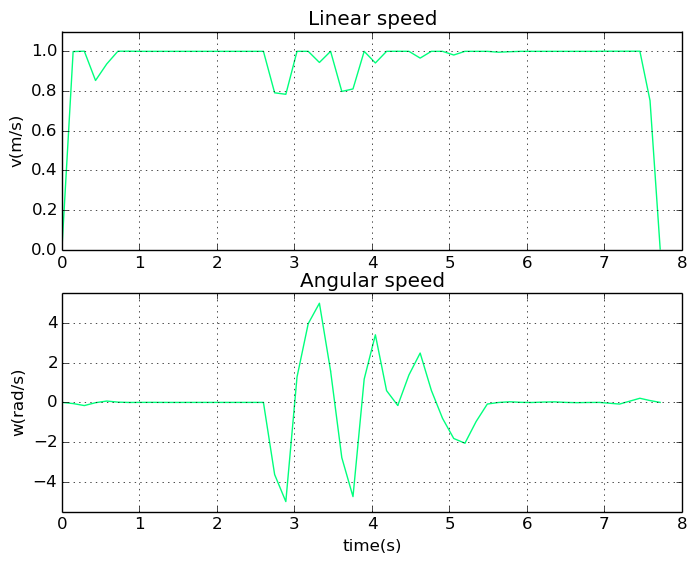 Linear speed
1.0
0.8
0.6
0.4
0.2
0.0
v(m/s)
0 1 2 3 4 5 6 7 8
Angular speed
4
2
0
−2
−4
w(rad/s)
0 1 2 3 4 5 6 7 8
time(s)